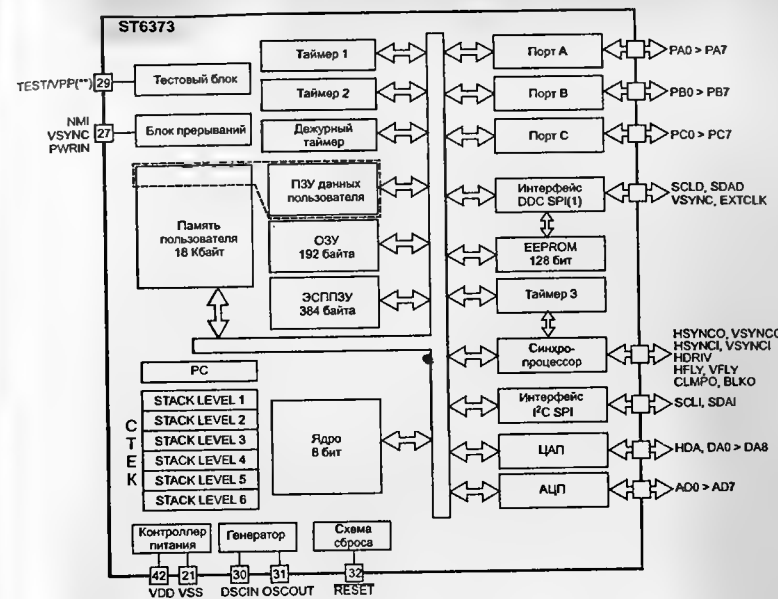 ST6373
TEST/VPP(**)
29
Тестовый блок
NMI
VSYNC
PWRIN
27
Блок прерываний
Таймер 1
Таймер 2
Дежурный
таймер
Память
пользователя
18 Кбайт
ПЗУ данных
пользователя
ОЗУ
192 байта
ЭСППЗУ
384 байта
PC
СТЕК
STACK LEVEL 1
STACK LEVEL 2
STACK LEVEL 3
STACK LEVEL 4
STACK LEVEL 5
STACK LEVEL 6
Ядро
8 бит
Порт А
PA0 > PA7
Порт В
PB0 > PB7
Порт С
PC0 > PC7
Интерфейс
DDC SPI(1)
SCLD, SDAD
VSYNC, EXTCLK
EEPROM
128 бит
Таймер 3
Синхро-
процессор
HSYNCO, VSYNCO
HSYNCI, VSYNCI
HDRIV
HFLY, VFLY
CLMPO, BLKO
Интерфейс
I²C SPI
SCLI, SDAI
ЦАП
HDA, DA0 > DA8
АЦП
AD0 > AD7
Контроллер
питания
Генератор
Схема
сброса
42 21 30 31 32
VDD VSS DSCIN OSCOUT RESET